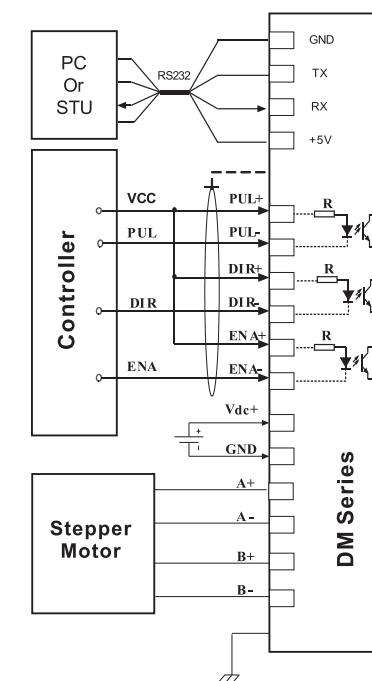 PC
Or
STU
RS232
GND
TX
RX
+5V
Controller
VCC
PUL
DIR
ENA
PUL+
PUL-
DIR+
DIR-
ENA+
ENA-
R
R
R
Vdc+
+
-
GND
A+
A-
B+
B-
Stepper
Motor
DM Series